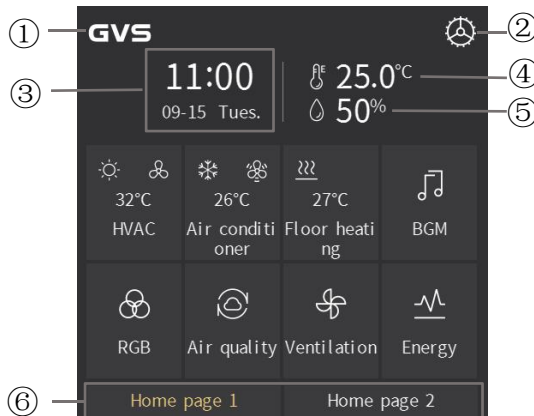 ① GVS ②
③ 11:00 25.0°C ④
09-15 Tues. 50% ⑤
32°C 26°C 27°C
HVAC Air conditi Floor heati BGM
oner ng
RGB Air quality Ventilation Energy
⑥ Home page 1 Home page 2